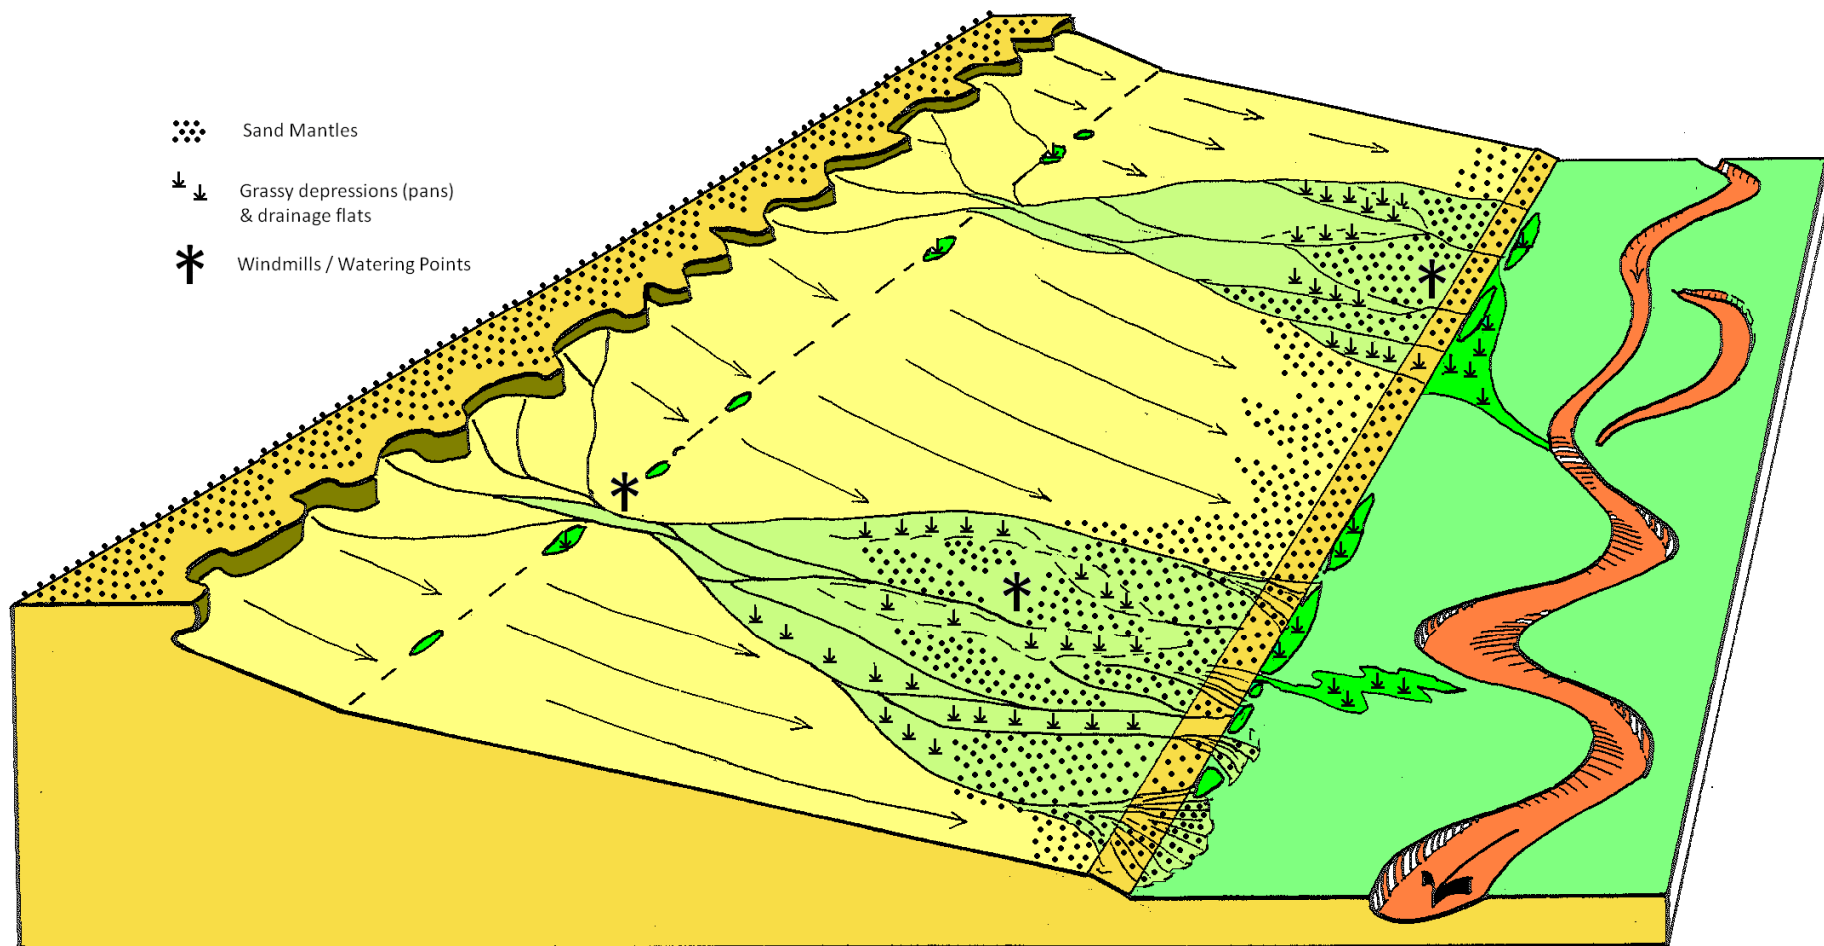 Sand Mantles
Grassy depressions (pans)
& drainage flats
Windmills / Watering Points